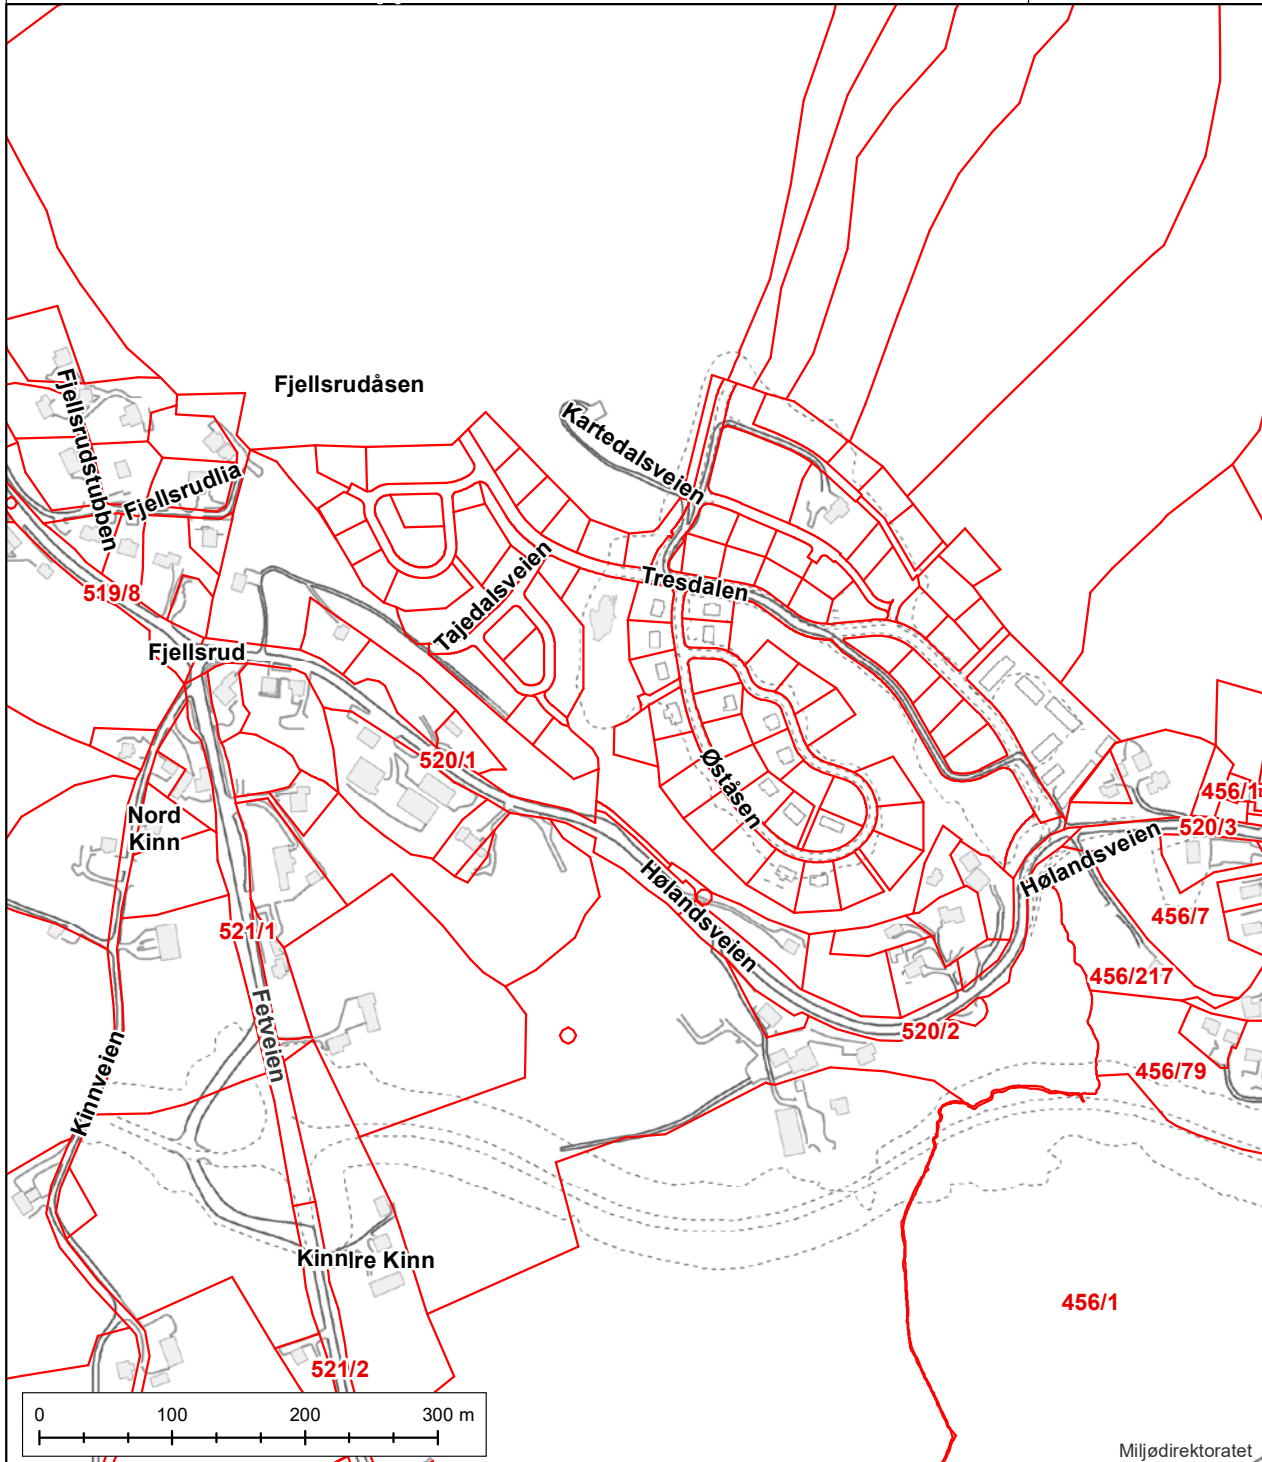 Fjellsrudåsen
Fjellsrudstubben
Kartedalsveien
Fjellsrudlia
Tajedalsveien
Tresdalen
519/8
Fjellsrud
520/1
Øståsen
456/1
520/3
Nord
Kinn
Hølandsveien
Hølandsveien
456/7
521/1
456/217
Fetveien
520/2
Kinnveien
456/79
Kinn
Ire Kinn
456/1
521/2
0 100 200 300 m
Miljødirektoratet